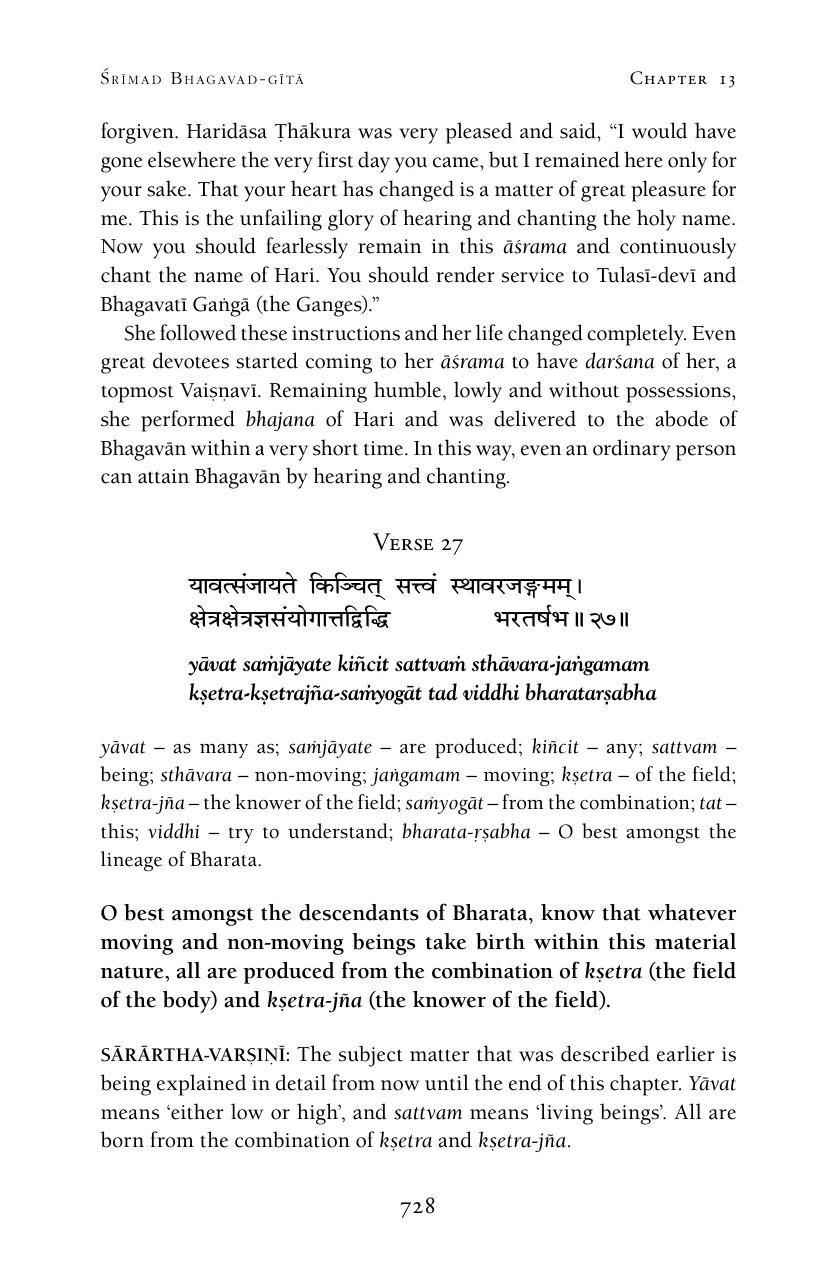 Śrīmad Bhagavad-gītā Chapter 13
forgiven. Haridāsa Ṭhākura was very pleased and said, “I would have
gone elsewhere the very first day you came, but I remained here only for
your sake. That your heart has changed is a matter of great pleasure for
me. This is the unfailing glory of hearing and chanting the holy name.
Now you should fearlessly remain in this āśrama and continuously
chant the name of Hari. You should render service to Tulasī-devī and
Bhagavatī Gaṅgā (the Ganges).”
She followed these instructions and her life changed completely. Even
great devotees started coming to her āśrama to have darśana of her, a
topmost Vaiṣṇavī. Remaining humble, lowly and without possessions,
she performed bhajana of Hari and was delivered to the abode of
Bhagavān within a very short time. In this way, even an ordinary person
can attain Bhagavān by hearing and chanting.
Verse 27
यावत्संजायते किञ्चित् सत्त्वं स्थावरजङ्गमम्।
क्षेत्रक्षेत्रज्ञसंयोगात्तद्विद्धि भरतर्षभ॥२७॥
yāvat saṁjāyate kiñcit sattvaṁ sthāvara-jaṅgamam
kṣetra-kṣetrajña-saṁyogāt tad viddhi bharatarṣabha
yāvat – as many as; saṁjāyate – are produced; kiñcit – any; sattvam –
being; sthāvara – non-moving; jaṅgamam – moving; kṣetra – of the field;
kṣetra-jña – the knower of the field; saṁyogāt – from the combination; tat –
this; viddhi – try to understand; bharata-ṛṣabha – O best amongst the
lineage of Bharata.
O best amongst the descendants of Bharata, know that whatever
moving and non-moving beings take birth within this material
nature, all are produced from the combination of kṣetra (the field
of the body) and kṣetra-jña (the knower of the field).
SĀRĀRTHA-VARṢIṆĪ: The subject matter that was described earlier is
being explained in detail from now until the end of this chapter. Yāvat
means ‘either low or high’, and sattvam means ‘living beings’. All are
born from the combination of kṣetra and kṣetra-jña.
728